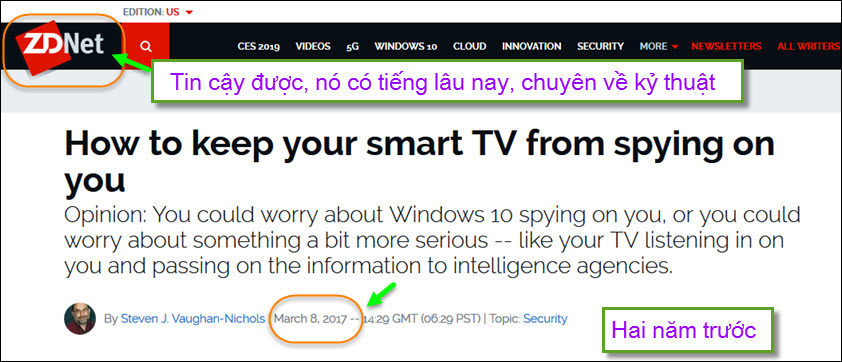 EDITION: US
ZDNet
CES 2019 VIDEOS 5G WINDOWS 10 CLOUD INNOVATION SECURITY MORE NEWSLETTERS ALL WRITERS
Tin cậy được, nó có tiếng lâu nay, chuyên về kỷ thuật
How to keep your smart TV from spying on
you
Opinion: You could worry about Windows 10 spying on you, or you could
worry about something a bit more serious -- like your TV listening in on
you and passing on the information to intelligence agencies.
By Steven J. Vaughan-Nichols | March 8, 2017 -- 14:29 GMT (06:29 PST) | Topic: Security
Hai năm trước